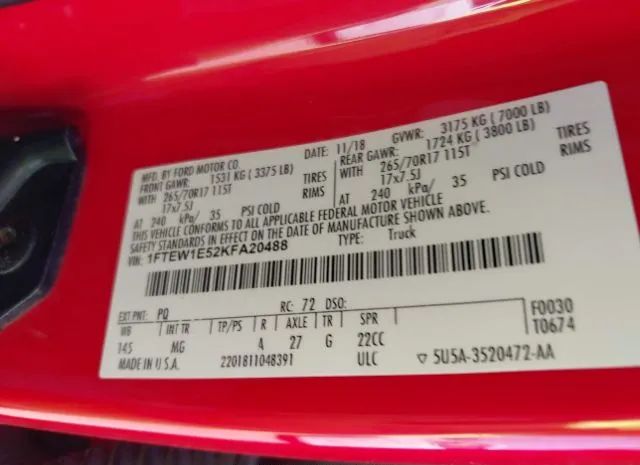 MFD. BY FORD MOTOR CO.
DATE: 11/18 GVWR: 3175 KG ( 7000 LB)
FRONT GAWR: 1531 KG ( 3375 LB) REAR GAWR: 1724 KG ( 3800 LB)
WITH 265/70R17 115T TIRES WITH 265/70R17 115T TIRES
17x7.5J RIMS 17x7.5J RIMS
AT 240 kPa/ 35 PSI COLD AT 240 kPa/ 35 PSI COLD
THIS VEHICLE CONFORMS TO ALL APPLICABLE FEDERAL MOTOR VEHICLE
SAFETY STANDARDS IN EFFECT ON THE DATE OF MANUFACTURE SHOWN ABOVE.
VIN: 1FTEW1E52KFA20488 TYPE: Truck
F0030
T0674
EXT PNT: PQ RC: 72 DSO:
WB INT TR TP/PS R AXLE TR SPR
145 MG A 27 G 22CC
MADE IN U.S.A. 2201811048391 ULC ▽ 5U5A-3520472-AA